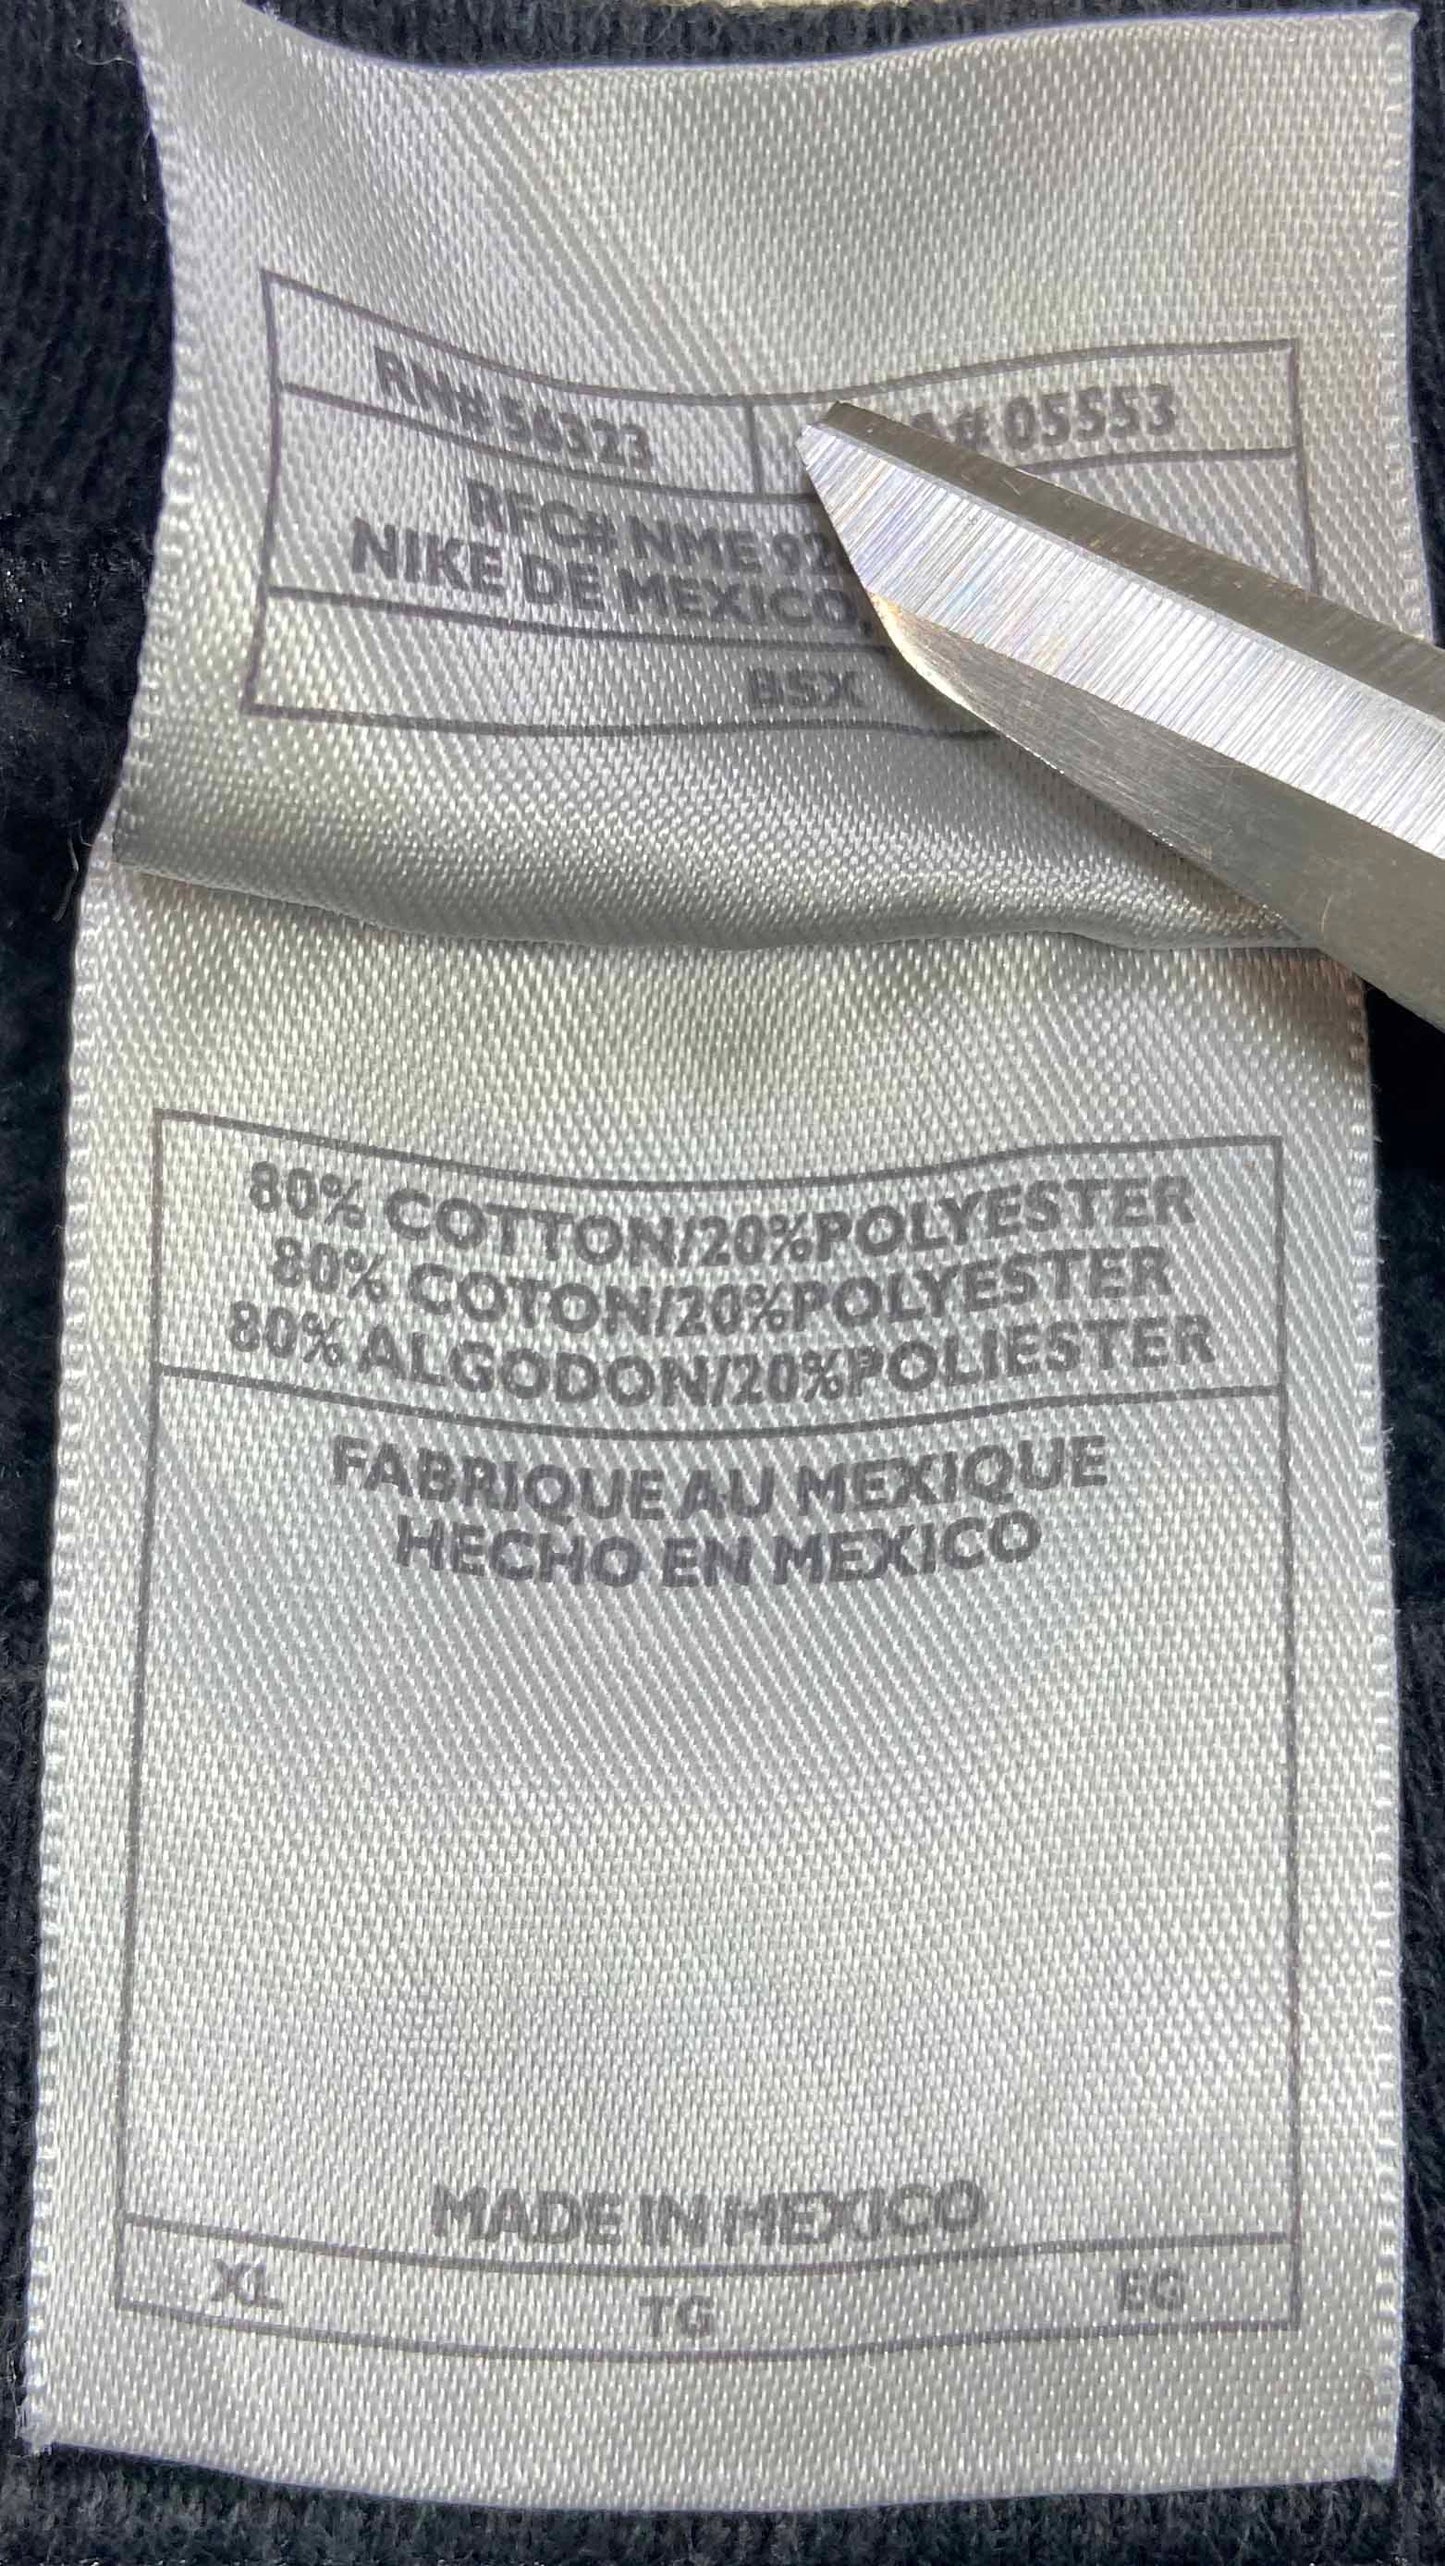 RN# 56323 A# 05553
RFC# NME 92
NIKE DE MEXICO,
BSX
80% COTTON/20%POLYESTER
80% COTON/20%POLYESTER
80% ALGODON/20%POLIESTER
FABRIQUE AU MEXIQUE
HECHO EN MEXICO
MADE IN MEXICO
XL TG EG